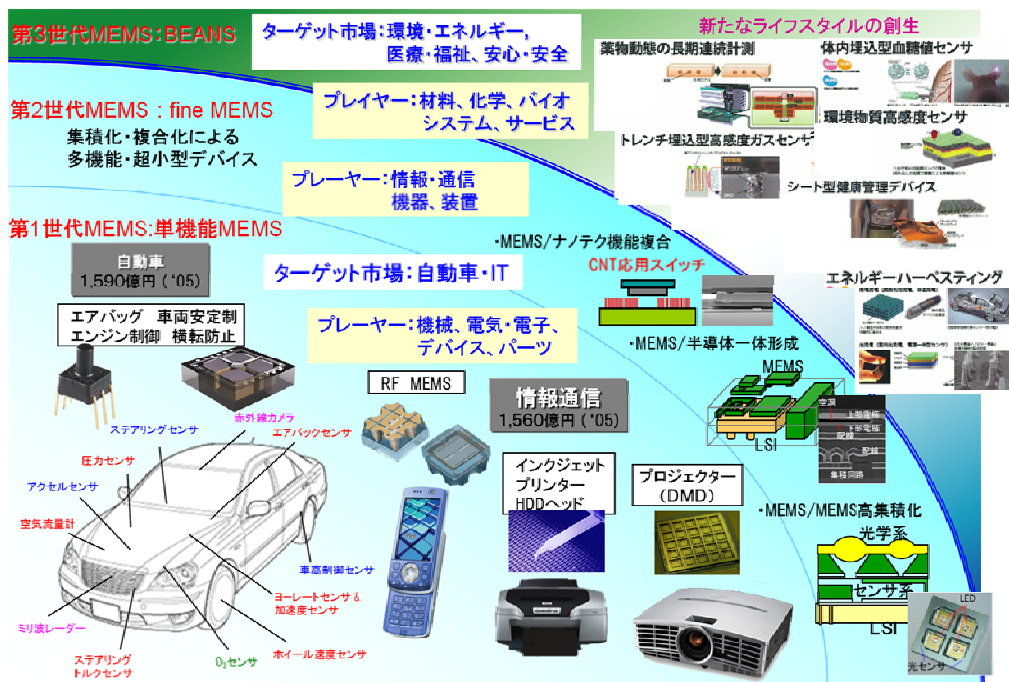 第3世代MEMS:BEANS
ターゲット市場:環境・エネルギー,
医療・福祉、安心・安全
新たなライフスタイルの創生
薬物動態の長期連続計測
体内埋込型血糖値センサ
第2世代MEMS:fine MEMS
集積化・複合化による
多機能・超小型デバイス
プレイヤー:材料、化学、バイオ
システム、サービス
環境物質高感度センサ
トレンチ埋込型高感度ガスセンサ
プレーヤー:情報・通信
機器、装置
シート型健康管理デバイス
第1世代MEMS:単機能MEMS
・MEMS/ナノテク機能複合
CNT応用スイッチ
自動車
1,590億円(‘05)
ターゲット市場:自動車・IT
エネルギーハーベスティング
エアバッグ 車両安定制
エンジン制御 横転防止
プレーヤー:機械、電気・電子、
デバイス、パーツ
・MEMS/半導体一体形成
MEMS
LSI
空洞
上部電極
下部電極
配線
配線
集積回路
RF MEMS
情報通信
1,560億円(‘05)
赤外線カメラ
ステアリングセンサ
エアバックセンサ
圧力センサ
アクセルセンサ
空気流量計
インクジェット
プリンター
HDDヘッド
プロジェクター
(DMD)
・MEMS/MEMS高集積化
光学系
センサ系
LSI
LED
光センサ
車高制御センサ
ヨーレートセンサ&
加速度センサ
ミリ波レーダー
ステアリング
トルクセンサ
O₂センサ
ホイール速度センサ